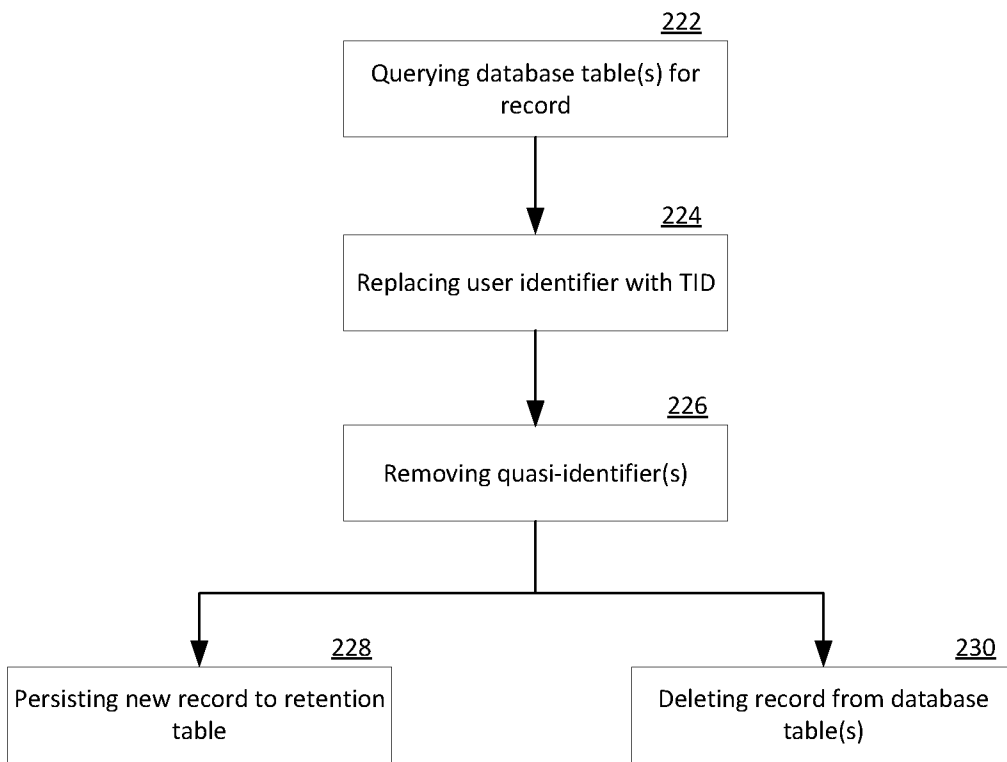 222
Querying database table(s) for
record
224
Replacing user identifier with TID
226
Removing quasi-identifier(s)
228
Persisting new record to retention
table
230
Deleting record from database
table(s)